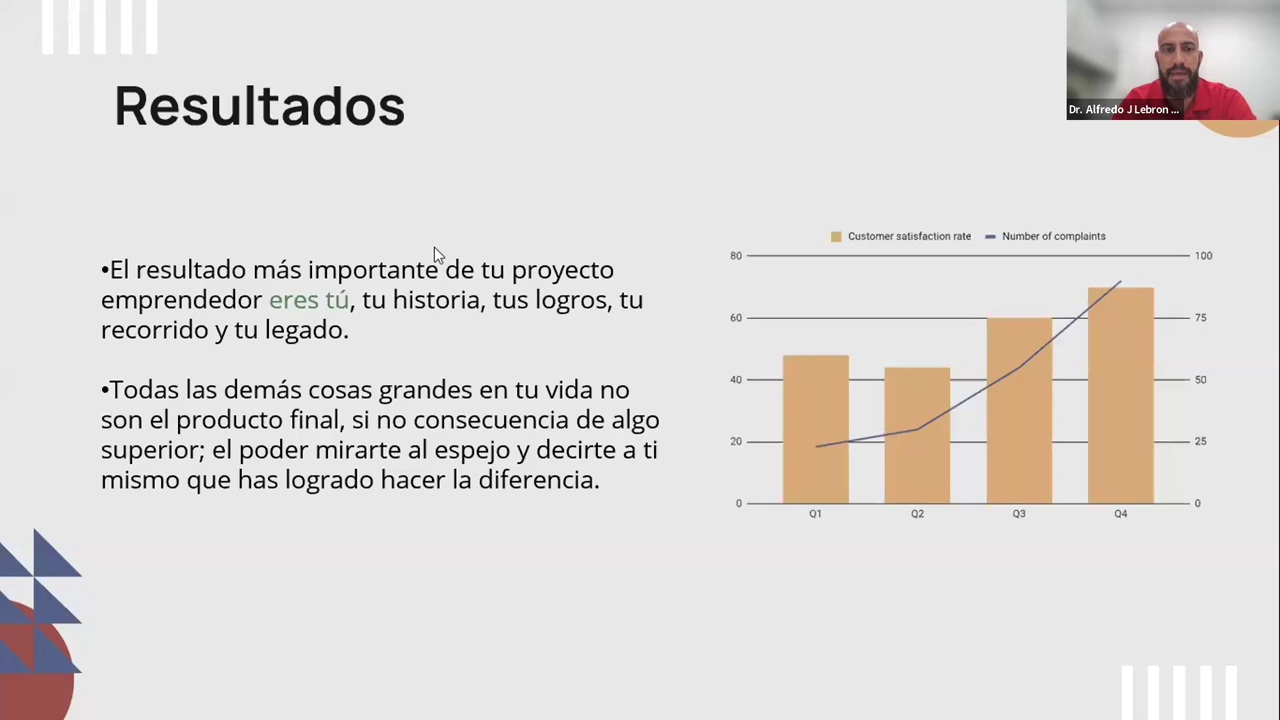 Resultados
Dr. Alfredo J Lebron ...
•El resultado más importante de tu proyecto
emprendedor eres tú, tu historia, tus logros, tu
recorrido y tu legado.
•Todas las demás cosas grandes en tu vida no
son el producto final, si no consecuencia de algo
superior; el poder mirarte al espejo y decirte a ti
mismo que has logrado hacer la diferencia.
Customer satisfaction rate
Number of complaints
80
100
60
75
40
50
20
25
0
0
Q1
Q2
Q3
Q4